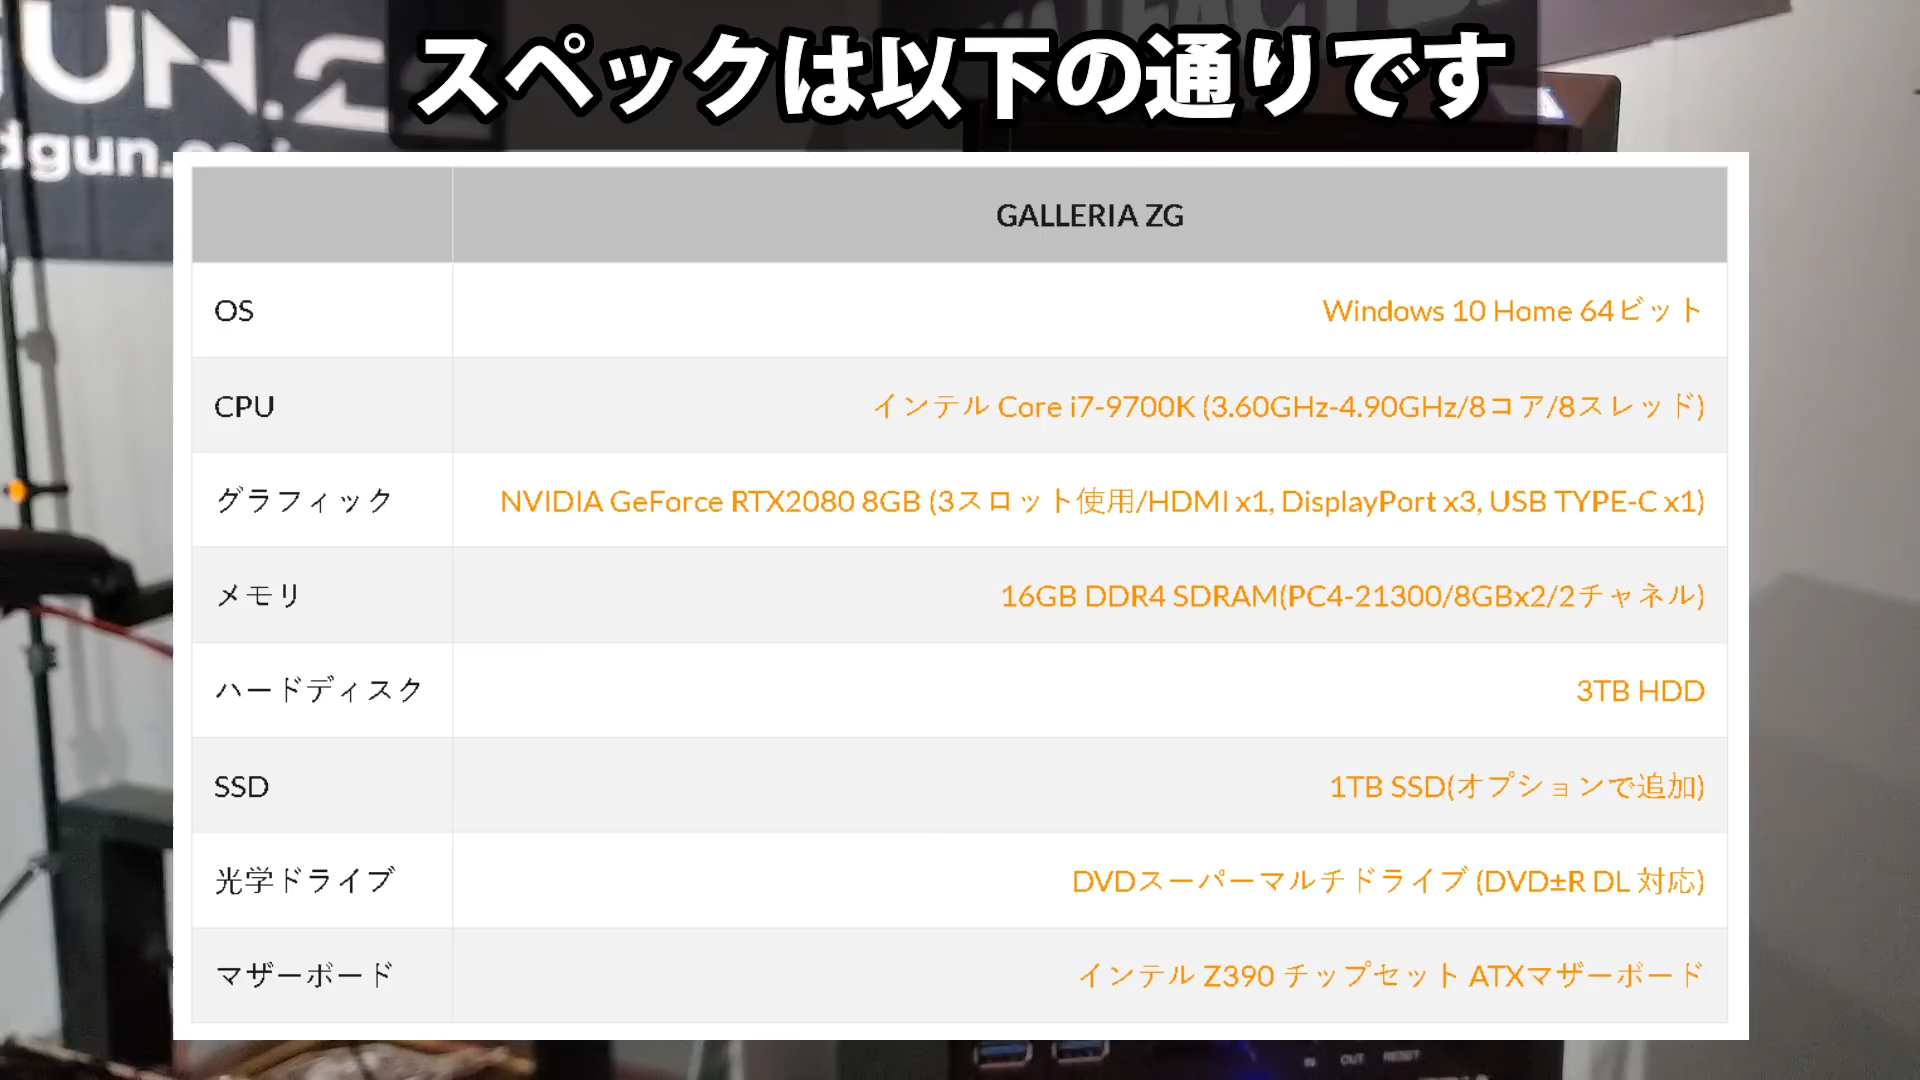 スペックは以下の通りです
GALLERIA ZG
OS Windows 10 Home 64ビット
CPU インテル Core i7-9700K (3.60GHz-4.90GHz/8コア/8スレッド)
グラフィック NVIDIA GeForce RTX2080 8GB (3スロット使用/HDMI x1, DisplayPort x3, USB TYPE-C x1)
メモリ 16GB DDR4 SDRAM(PC4-21300/8GBx2/2チャネル)
ハードディスク 3TB HDD
SSD 1TB SSD(オプションで追加)
光学ドライブ DVDスーパーマルチドライブ (DVD±R DL 対応)
マザーボード インテル Z390 チップセット ATXマザーボード
OUT RESET